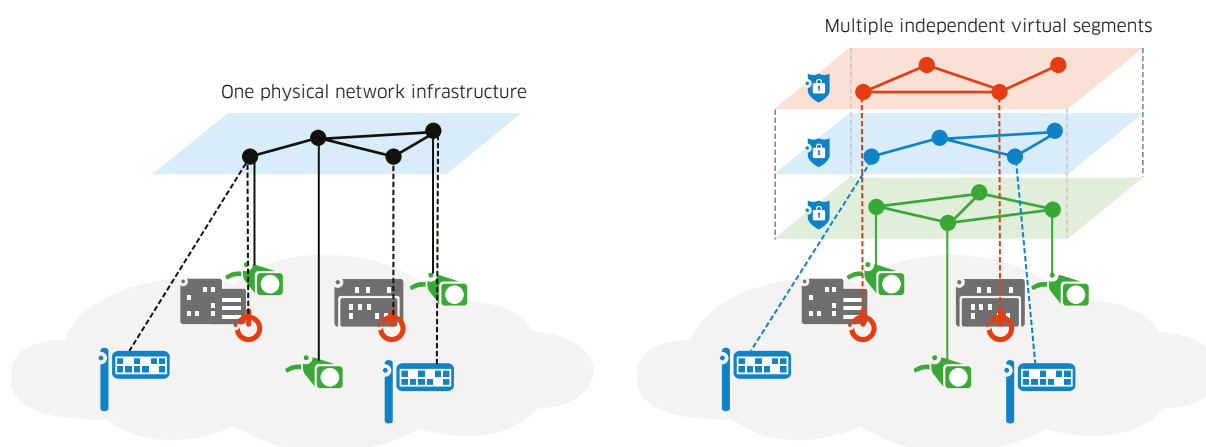 One physical network infrastructure
Multiple independent virtual segments